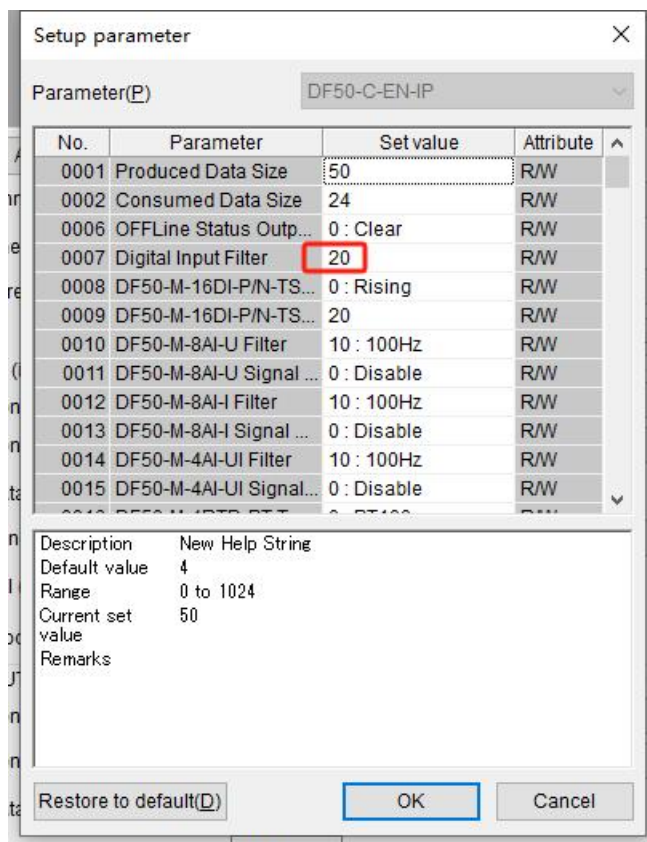 Setup parameter
Parameter(P) DF50-C-EN-IP
No. Parameter Set value Attribute
0001 Produced Data Size 50 R/W
0002 Consumed Data Size 24 R/W
0006 OFFLine Status Outp... 0 : Clear R/W
0007 Digital Input Filter 20 R/W
0008 DF50-M-16DI-P/N-TS... 0 : Rising R/W
0009 DF50-M-16DI-P/N-TS... 20 R/W
0010 DF50-M-8AI-U Filter 10 : 100Hz R/W
0011 DF50-M-8AI-U Signal ... 0 : Disable R/W
0012 DF50-M-8AI-I Filter 10 : 100Hz R/W
0013 DF50-M-8AI-I Signal ... 0 : Disable R/W
0014 DF50-M-4AI-UI Filter 10 : 100Hz R/W
0015 DF50-M-4AI-UI Signal... 0 : Disable R/W
Description New Help String
Default value 4
Range 0 to 1024
Current set value 50
Remarks
Restore to default(D) OK Cancel